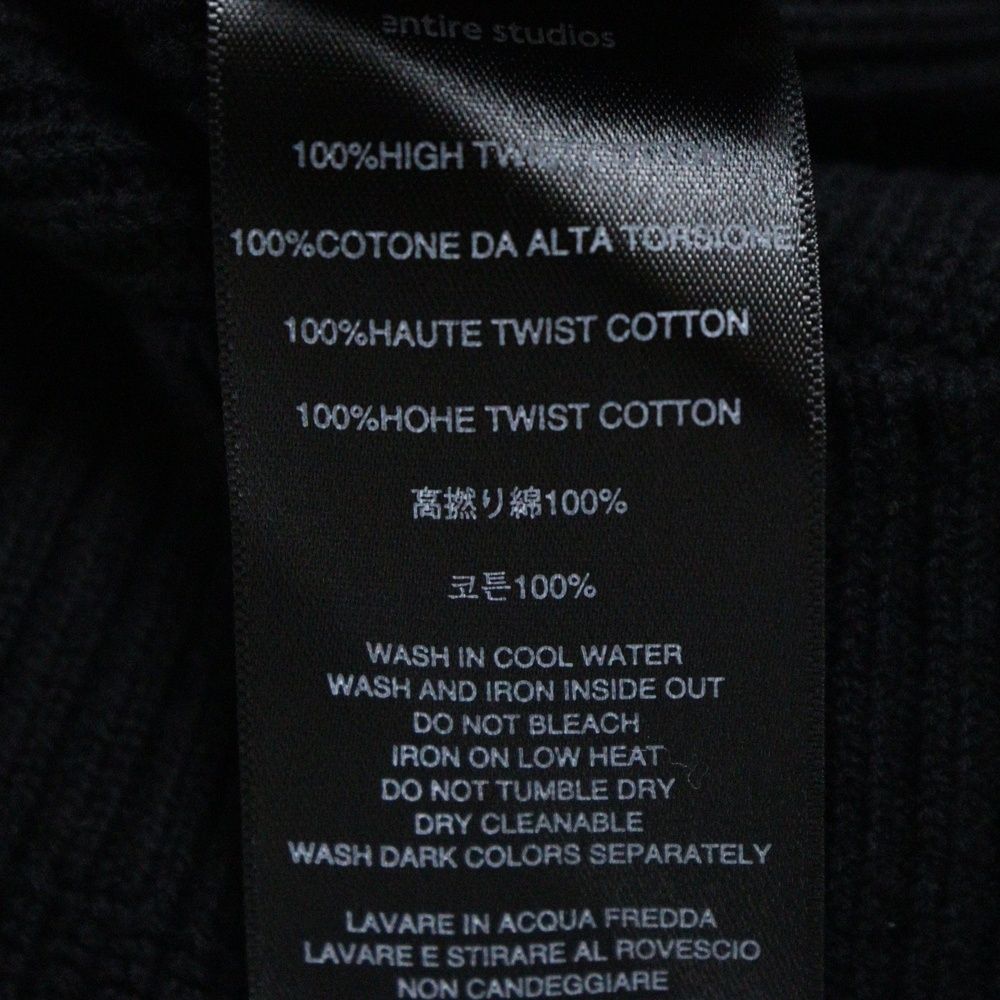 entire studios
100%HIGH TWIST COTTON
100%COTONE DA ALTA TORSIONE
100%HAUTE TWIST COTTON
100%HOHE TWIST COTTON
高撚り綿100%
코튼100%
WASH IN COOL WATER
WASH AND IRON INSIDE OUT
DO NOT BLEACH
IRON ON LOW HEAT
DO NOT TUMBLE DRY
DRY CLEANABLE
WASH DARK COLORS SEPARATELY
LAVARE IN ACQUA FREDDA
LAVARE E STIRARE AL ROVESCIO
NON CANDEGGIARE